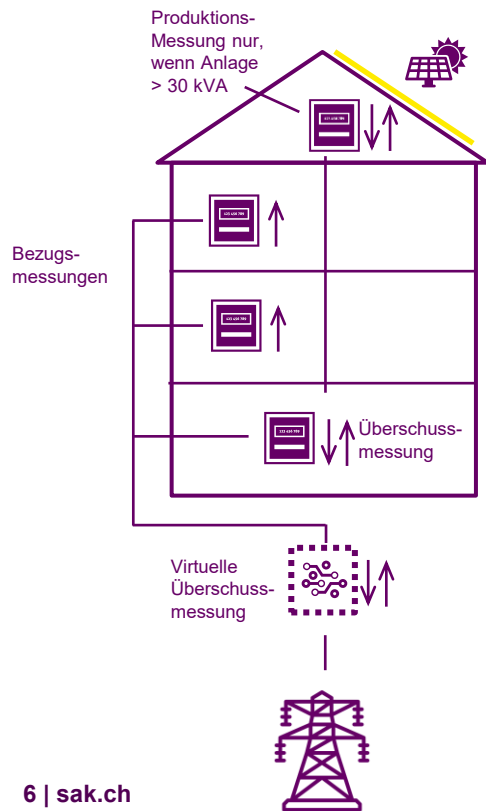 Produktions-
Messung nur,
wenn Anlage
> 30 kVA
Bezugs-
messungen
Überschuss-
messung
Virtuelle
Überschuss-
messung
6 | sak.ch